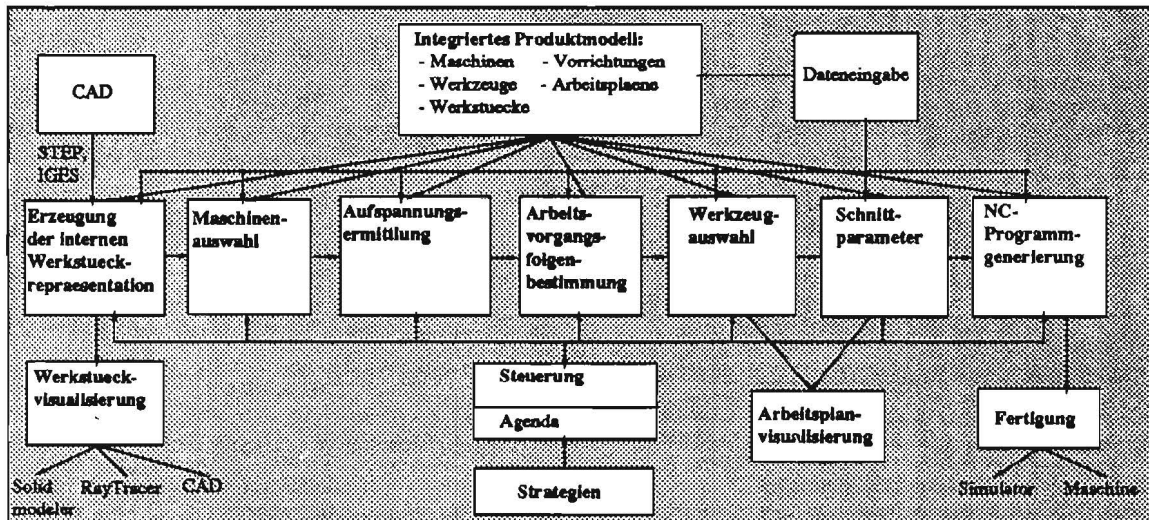 Integriertes Produktmodell:
- Maschinen - Vorrichtungen
- Werkzeuge - Arbeitsplaene
- Werkstuecke
CAD
Dateneingabe
STEP,
IGES
Erzeugung
der internen
Werkstueck-
repraesentation
Maschinen-
auswahl
Aufspannungs-
ermittlung
Arbeits-
vorgangs-
folgen-
bestimmung
Werkzeug-
auswahl
Schnitt-
parameter
NC-
Programm-
generierung
Werkstueck-
visualisierung
Steuerung
Agenda
Strategien
Arbeitsplan-
visualisierung
Fertigung
Solid
modeler
RayTracer
CAD
Simulator
Maschine